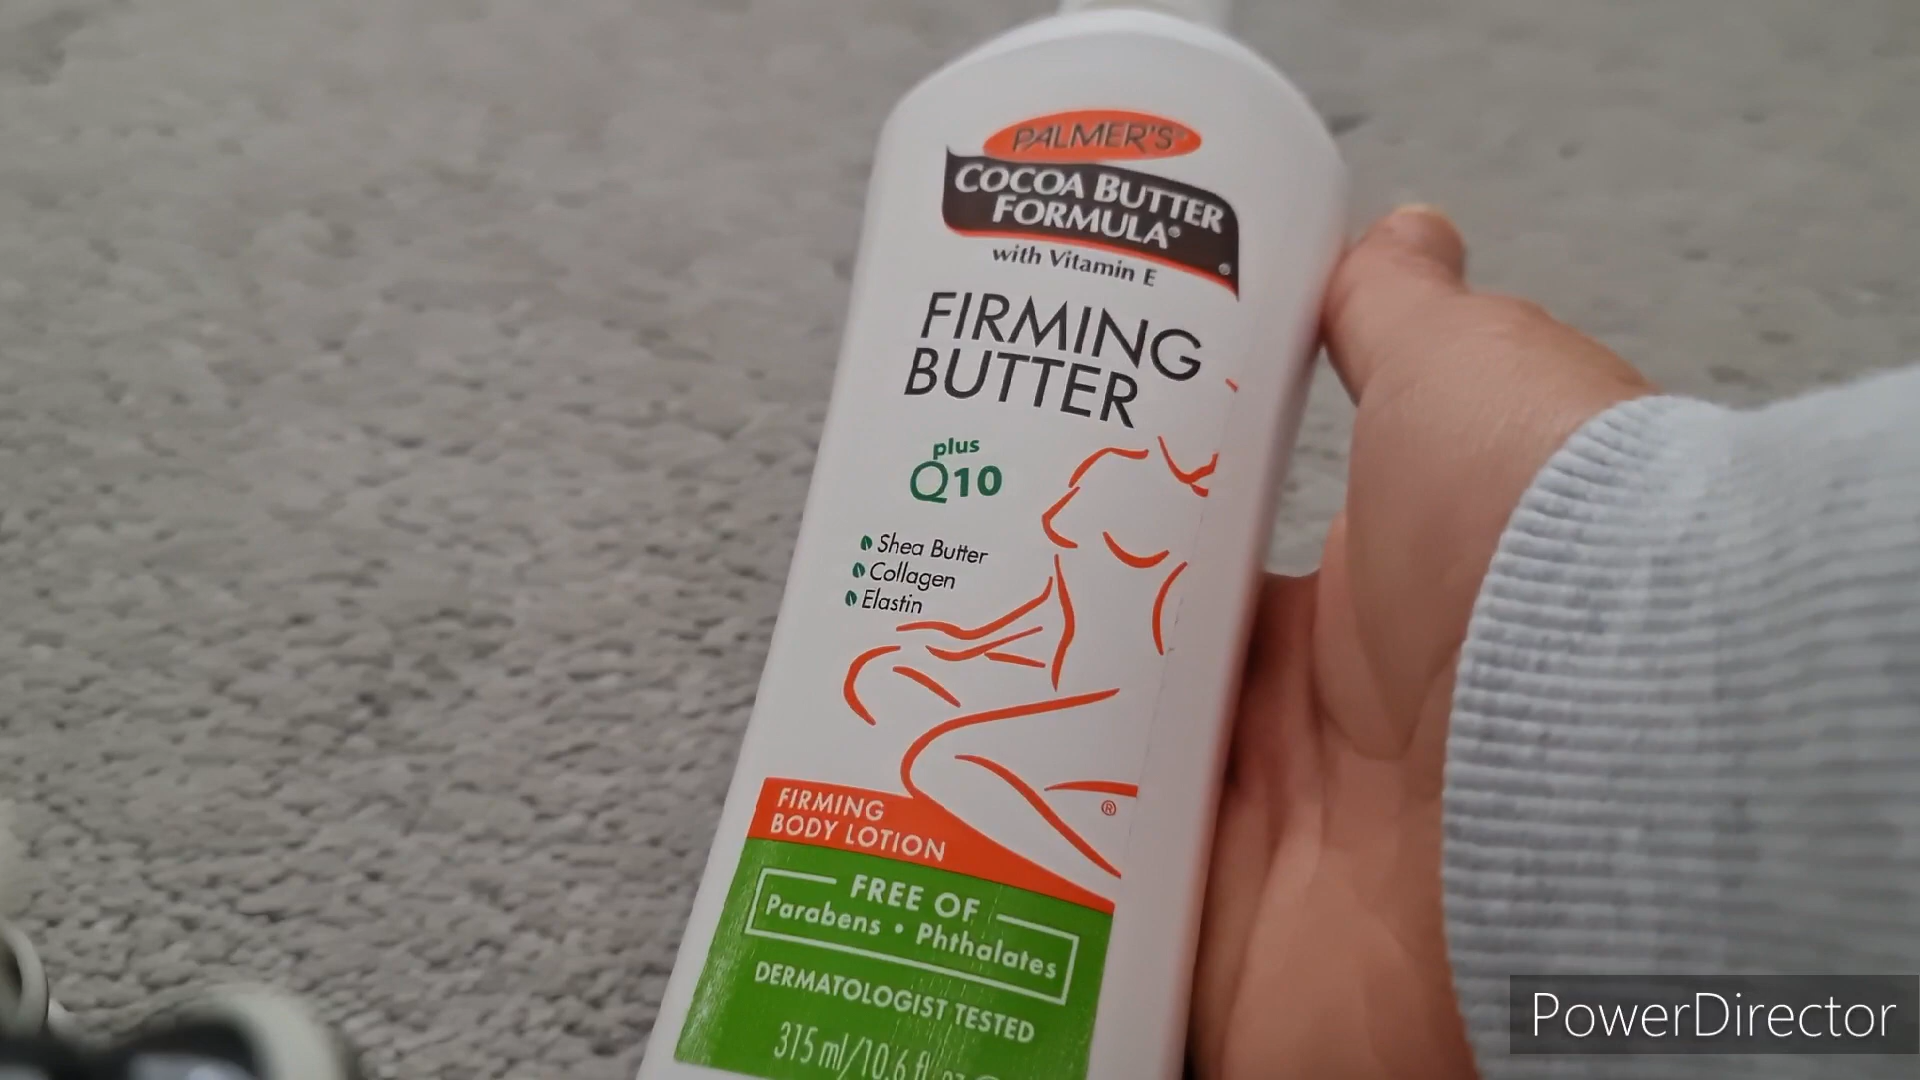 PALMER'S®
COCOA BUTTER
FORMULA®
®
with Vitamin E
FIRMING
BUTTER
plus
Q10
Shea Butter
Collagen
Elastin
®
FIRMING
BODY LOTION
FREE OF
Parabens • Phthalates
DERMATOLOGIST TESTED
315 ml/10.6 fl
PowerDirector